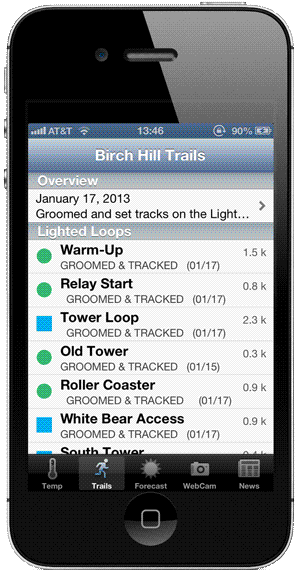 AT&T 13:46 90%
Birch Hill Trails
Overview
January 17, 2013
Groomed and set tracks on the Light…
Lighted Loops
Warm-Up 1.5 k
GROOMED & TRACKED (01/17)
Relay Start 0.8 k
GROOMED & TRACKED (01/17)
Tower Loop 2.3 k
GROOMED & TRACKED (01/17)
Old Tower 0.3 k
GROOMED & TRACKED (01/15)
Roller Coaster 0.9 k
GROOMED & TRACKED (01/17)
White Bear Access 0.9 k
GROOMED & TRACKED (01/17)
South Tower
Temp Trails Forecast WebCam News